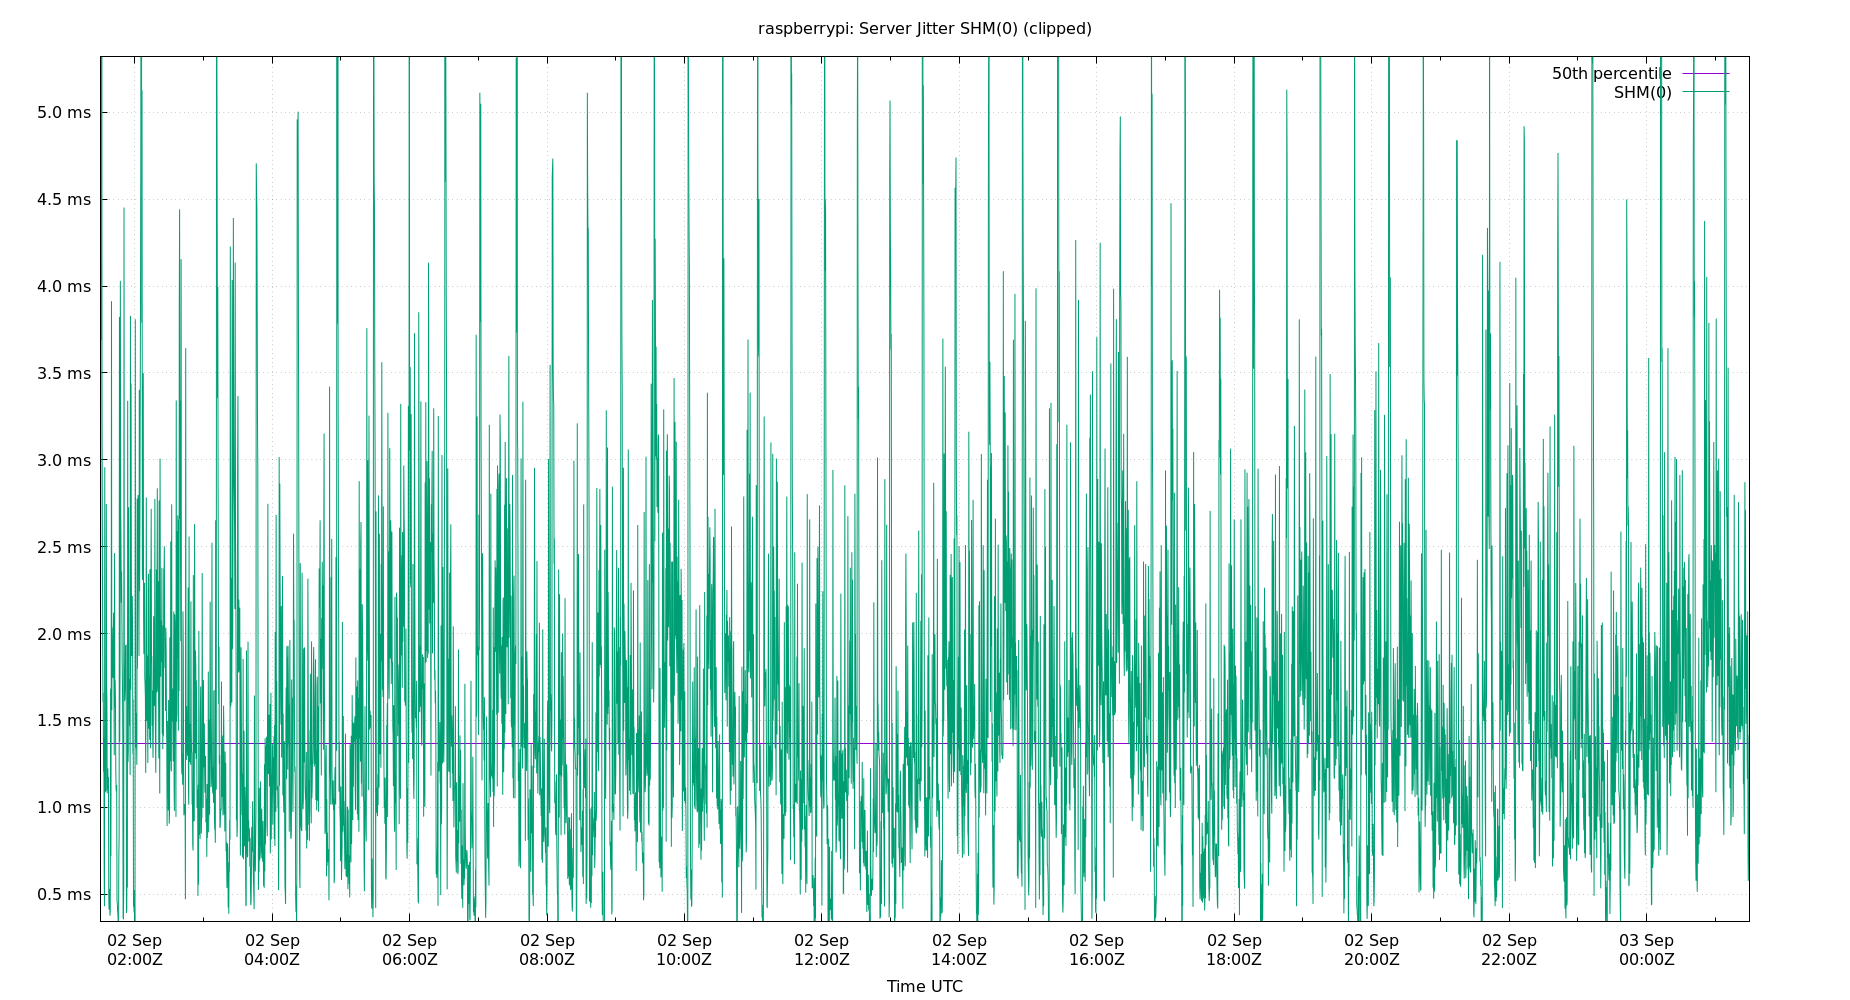 raspberrypi: Server Jitter SHM(0) (clipped)
50th percentile
SHM(0)
5.0 ms
4.5 ms
4.0 ms
3.5 ms
3.0 ms
2.5 ms
2.0 ms
1.5 ms
1.0 ms
0.5 ms
02 Sep 02 Sep 02 Sep 02 Sep 02 Sep 02 Sep 02 Sep 02 Sep 02 Sep 02 Sep 02 Sep 03 Sep
02:00Z 04:00Z 06:00Z 08:00Z 10:00Z 12:00Z 14:00Z 16:00Z 18:00Z 20:00Z 22:00Z 00:00Z
Time UTC